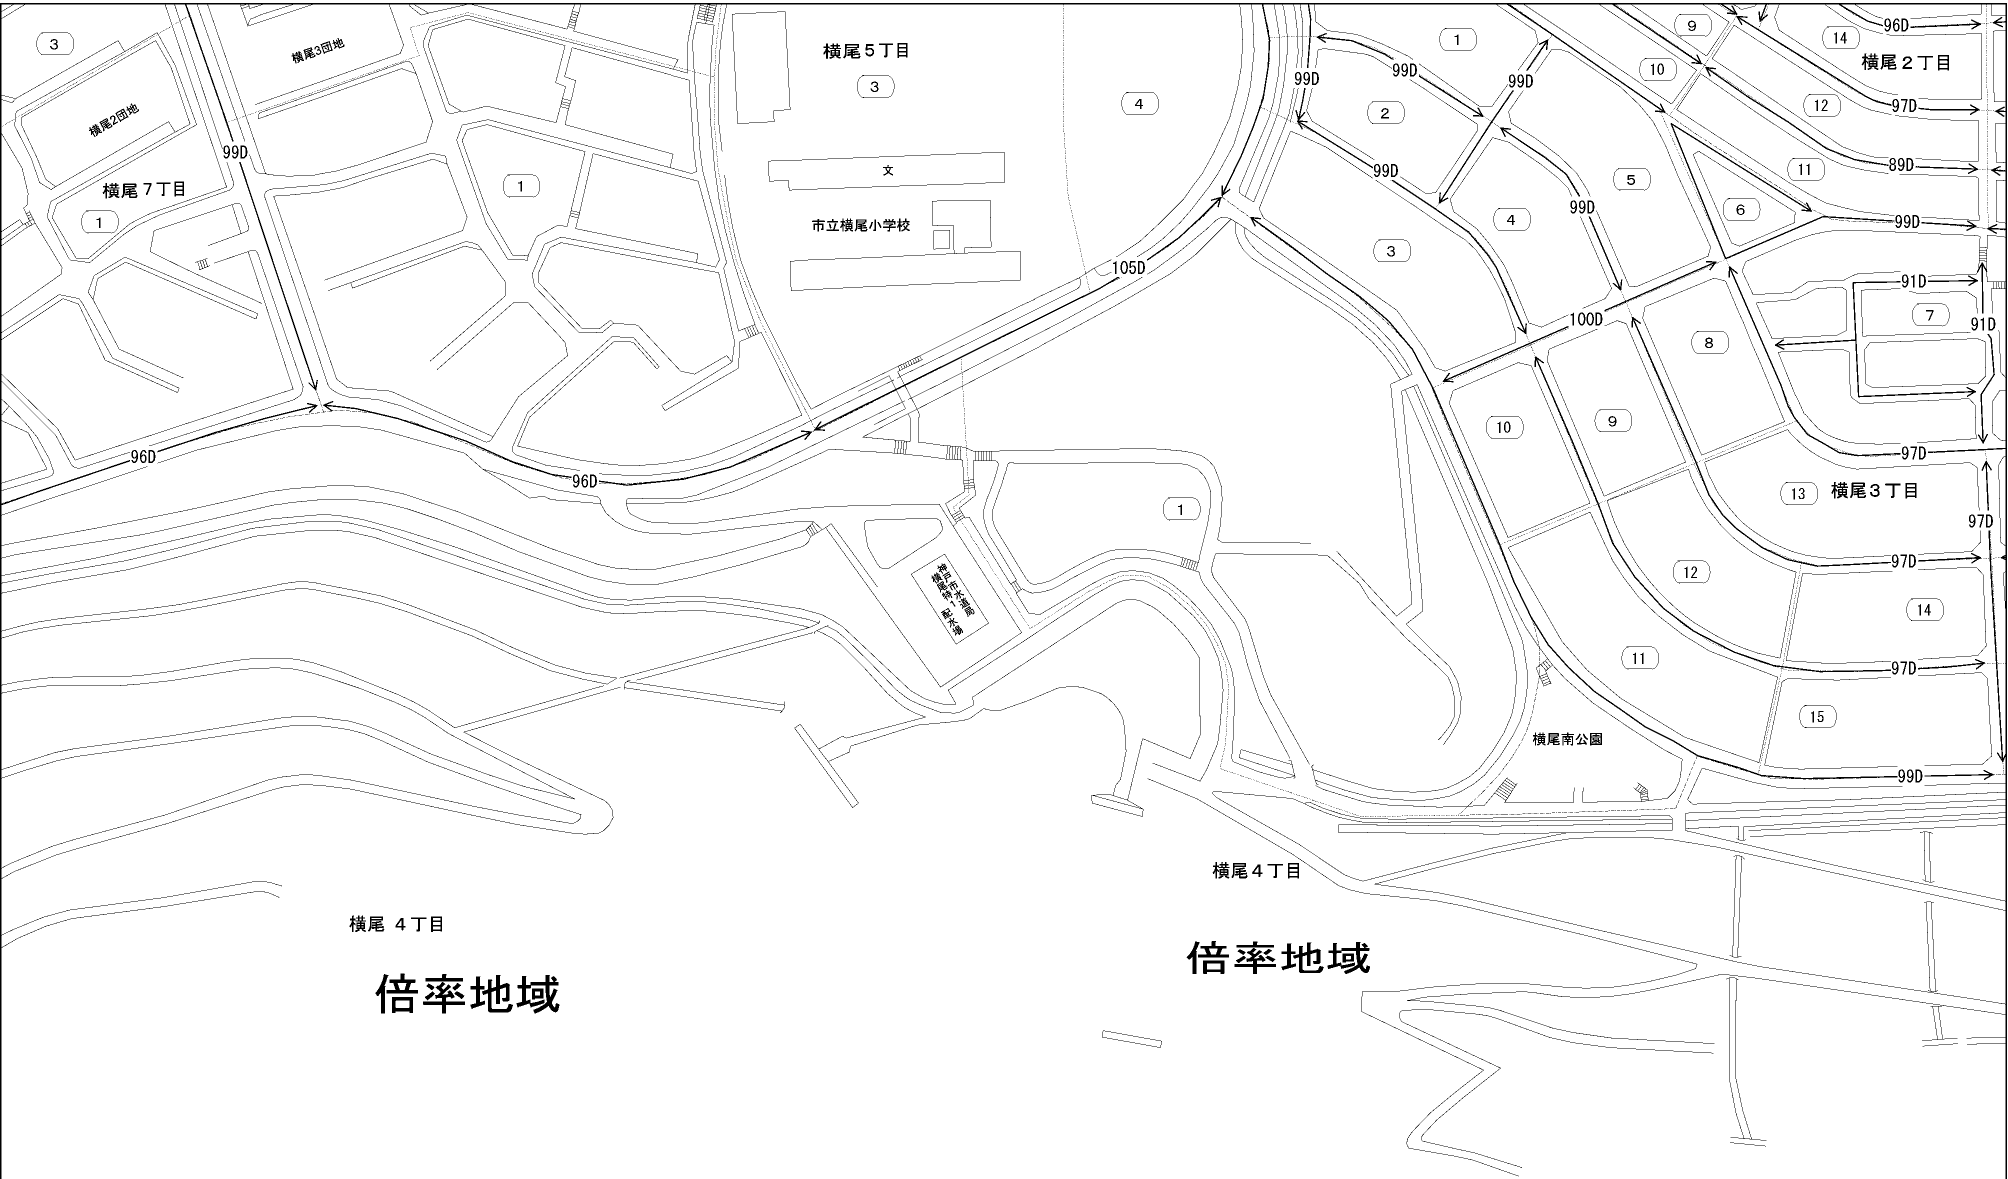 3
横尾3団地
横尾5丁目
3
4
99D
99D
1
99D
9
14
96D
横尾2丁目
10
12
97D
横尾2団地
2
99D
横尾7丁目
1
1
文
99D
5
11
89D
市立横尾小学校
4
99D
6
99D
3
105D
100D
91D
7
91D
8
96D
96D
10
9
97D
13
横尾3丁目
1
97D
神戸市水道局
横尾特1配水場
12
97D
14
11
97D
15
横尾南公園
99D
横尾4丁目
横尾 4丁目
倍率地域
倍率地域